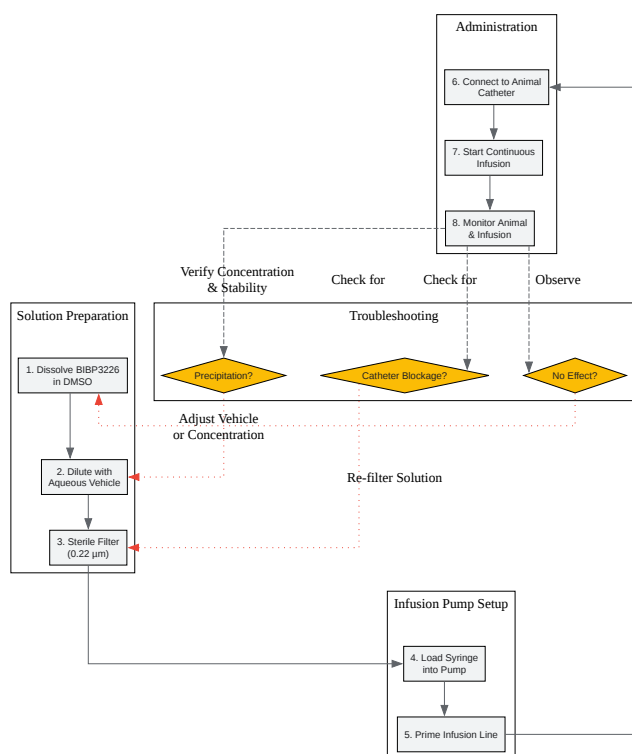 Administration
6. Connect to Animal
Catheter
7. Start Continuous
Infusion
8. Monitor Animal
& Infusion
Verify Concentration
& Stability
Check for
Check for
Observe
Solution Preparation
Troubleshooting
1. Dissolve BIBP3226
in DMSO
Precipitation?
Catheter Blockage?
No Effect?
Adjust Vehicle
or Concentration
2. Dilute with
Aqueous Vehicle
Re-filter Solution
3. Sterile Filter
(0.22 µm)
Infusion Pump Setup
4. Load Syringe
into Pump
5. Prime Infusion Line